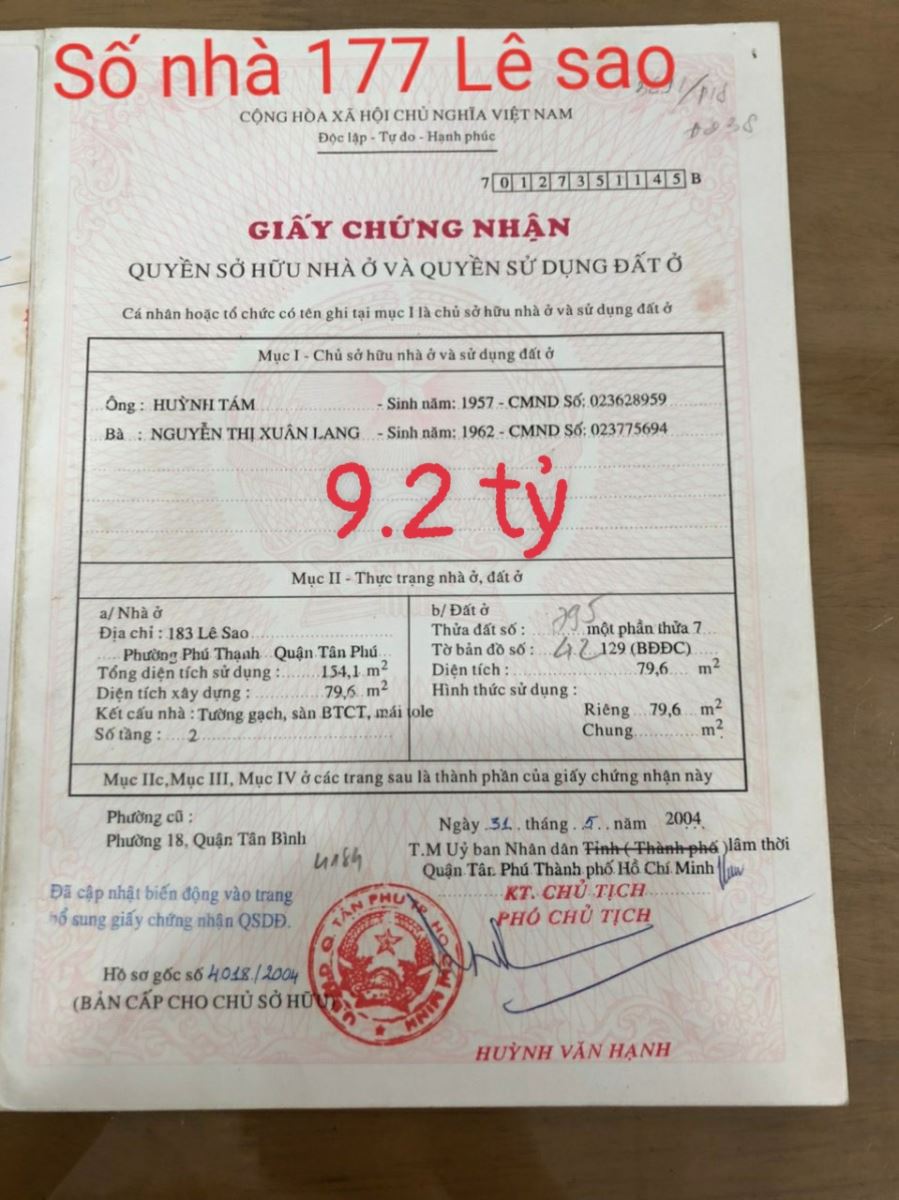 Số nhà 177 Lê sao
CỘNG HÒA XÃ HỘI CHỦ NGHĨA VIỆT NAM
Độc lập - Tự do - Hạnh phúc
7 0 1 2 7 3 5 1 1 4 5 B
GIẤY CHỨNG NHẬN
QUYỀN SỞ HỮU NHÀ Ở VÀ QUYỀN SỬ DỤNG ĐẤT Ở
Cá nhân hoặc tổ chức có tên ghi tại mục I là chủ sở hữu nhà ở và sử dụng đất ở
Mục I - Chủ sở hữu nhà ở và sử dụng đất ở
Ông : HUỲNH TÁM - Sinh năm: 1957 - CMND Số: 023628959
Bà : NGUYỄN THỊ XUÂN LANG - Sinh năm: 1962 - CMND Số: 023775694
9.2 tỷ
Mục II - Thực trạng nhà ở, đất ở
a/ Nhà ở
Địa chỉ : 183 Lê Sao
Phường Phú Thạnh Quận Tân Phú
Tổng diện tích sử dụng : 154,1 m2
Diện tích xây dựng : 79,6 m2
Kết cấu nhà : Tường gạch, sàn BTCT, mái tole
Số tầng : 2
b/ Đất ở
Thửa đất số : 295 một phần thửa 7
Tờ bản đồ số : 42 129 (BĐĐC)
Diện tích : 79,6 m2
Hình thức sử dụng :
Riêng 79,6 m2
Chung m2
Mục IIc,Mục III, Mục IV ở các trang sau là thành phần của giấy chứng nhận này
Phường cũ :
Phường 18, Quận Tân Bình
Đã cập nhật biến động vào trang
bổ sung giấy chứng nhận QSDĐ.
Hồ sơ gốc số 4018/2004
(BẢN CẤP CHO CHỦ SỞ HỮU)
Ngày 31 tháng 5 năm 2004
T.M Uỷ ban Nhân dân Tỉnh ( Thành phố ) lâm thời
Quận Tân Phú Thành phố Hồ Chí Minh
KT. CHỦ TỊCH
PHÓ CHỦ TỊCH
U.B.N.D Q. TÂN PHÚ TP. HỒ CHÍ MINH
HUỲNH VĂN HẠNH